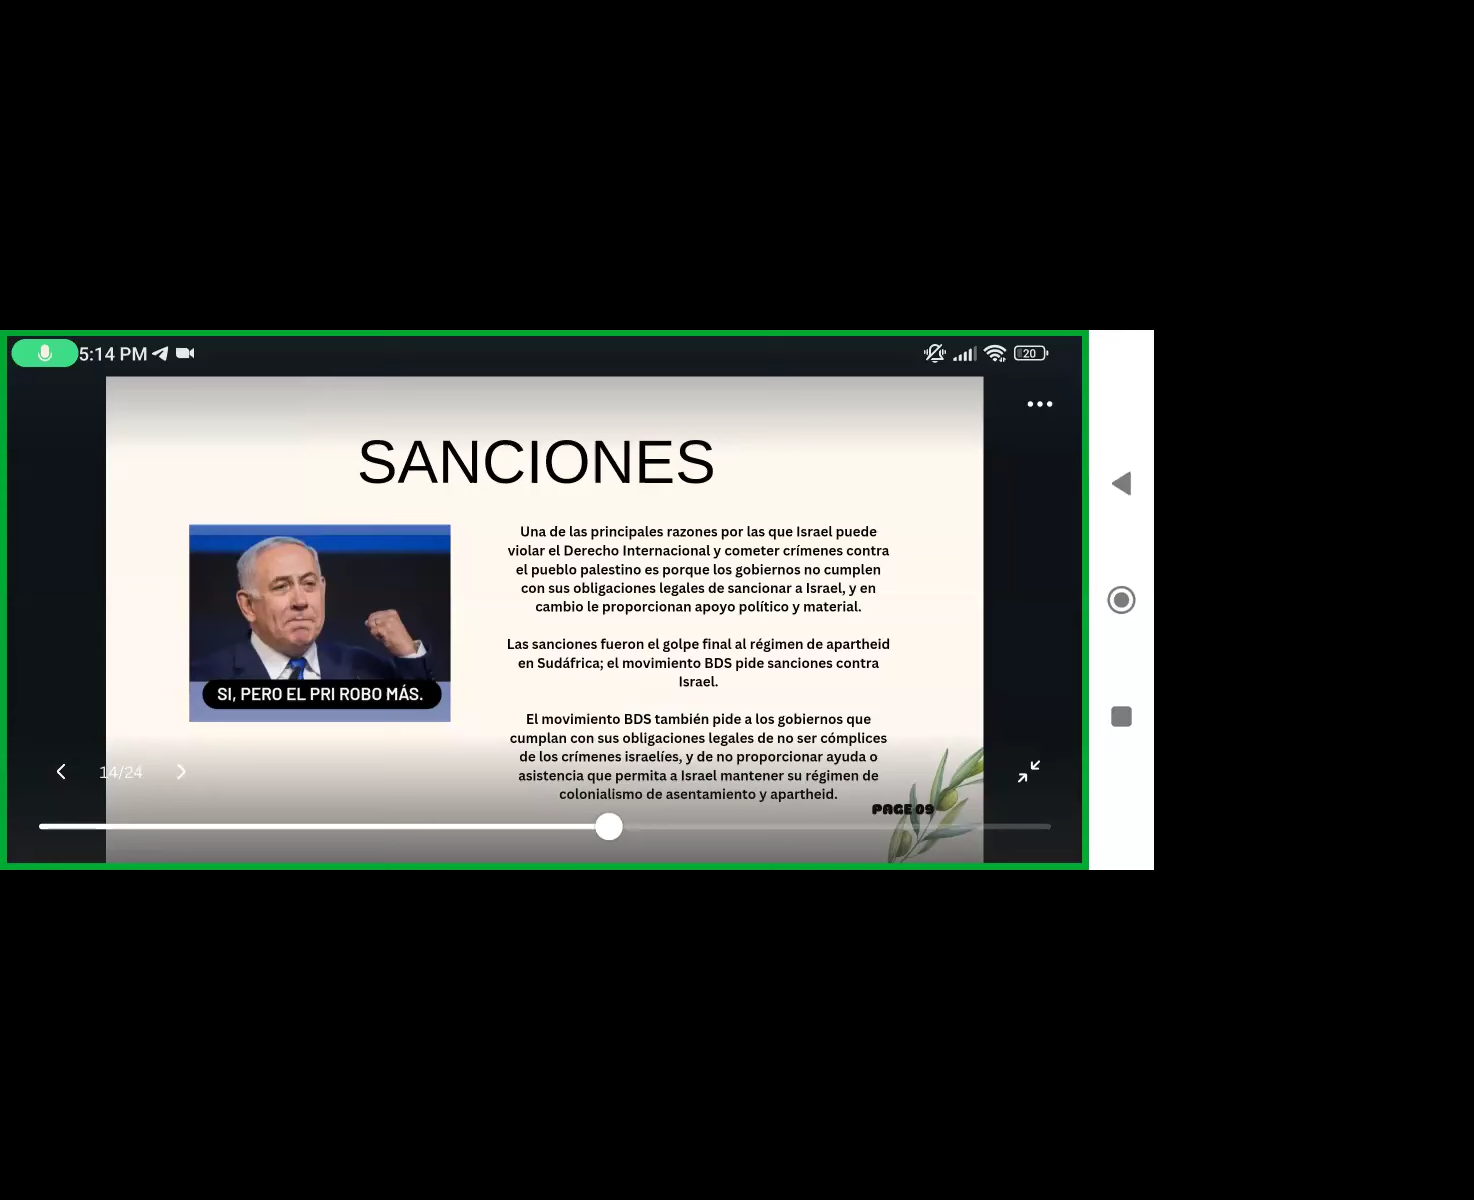 5:14 PM
20
SANCIONES
SI, PERO EL PRI ROBO MÁS.
Una de las principales razones por las que Israel puede
violar el Derecho Internacional y cometer crímenes contra
el pueblo palestino es porque los gobiernos no cumplen
con sus obligaciones legales de sancionar a Israel, y en
cambio le proporcionan apoyo político y material.
Las sanciones fueron el golpe final al régimen de apartheid
en Sudáfrica; el movimiento BDS pide sanciones contra
Israel.
El movimiento BDS también pide a los gobiernos que
cumplan con sus obligaciones legales de no ser cómplices
de los crímenes israelíes, y de no proporcionar ayuda o
asistencia que permita a Israel mantener su régimen de
colonialismo de asentamiento y apartheid.
14/24
PAGE 09